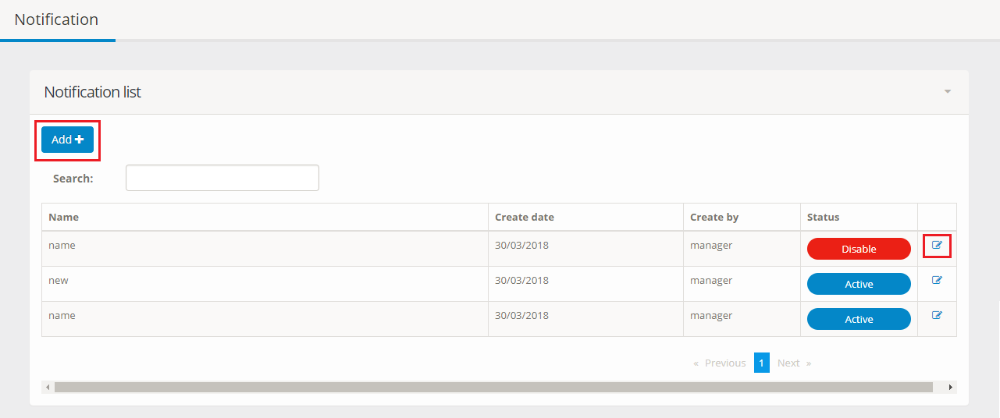 Notification
Notification list
Add
Search:
Name Create date Create by Status
name 30/03/2018 manager Disable
new 30/03/2018 manager Active
name 30/03/2018 manager Active
« Previous 1 Next »